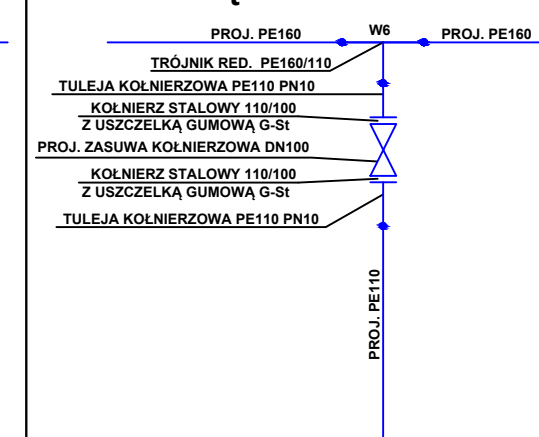 PROJ. PE160
W6
PROJ. PE160
TRÓJNIK RED. PE160/110
TULEJA KOŁNIERZOWA PE110 PN10
KOŁNIERZ STALOWY 110/100
Z USZCZELKĄ GUMOWĄ G-St
PROJ. ZASUWA KOŁNIERZOWA DN100
KOŁNIERZ STALOWY 110/100
Z USZCZELKĄ GUMOWĄ G-St
TULEJA KOŁNIERZOWA PE110 PN10
PROJ. PE110